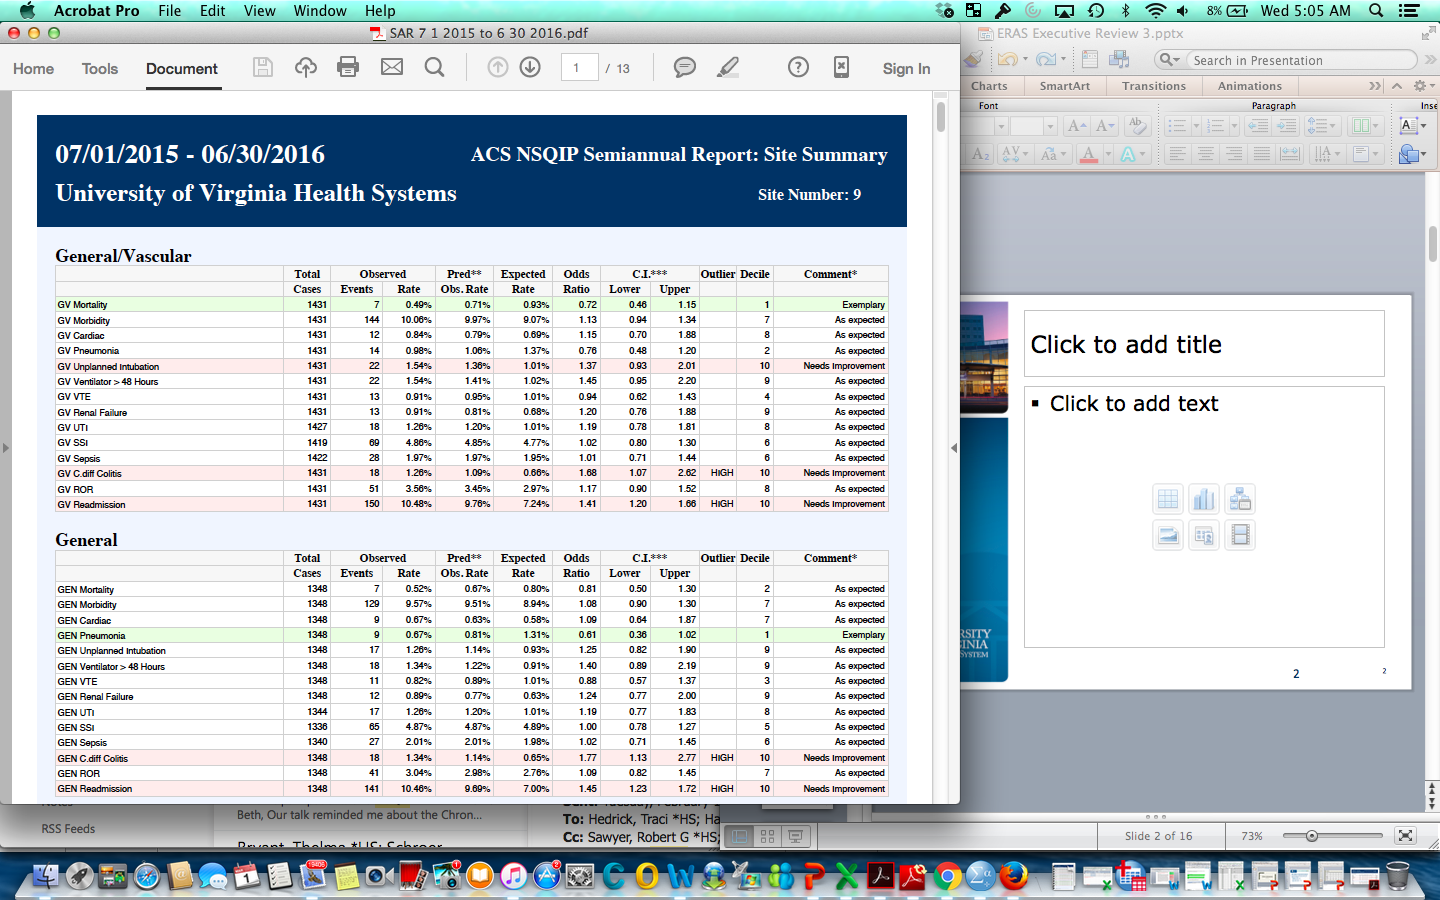 Acrobat Pro File Edit View Window Help 8% Wed 5:05 AM
SAR 7 1 2015 to 6 30 2016.pdf
Home Tools Document 1 / 13 Sign In
07/01/2015 - 06/30/2016 ACS NSQIP Semiannual Report: Site Summary
University of Virginia Health Systems Site Number: 9
General/Vascular
Total Observed Pred** Expected Odds C.I.*** Outlier Decile Comment*
Cases Events Rate Obs. Rate Rate Ratio Lower Upper
GV Mortality 1431 7 0.49% 0.71% 0.93% 0.72 0.46 1.15 1 Exemplary
GV Morbidity 1431 144 10.06% 9.97% 9.07% 1.13 0.94 1.34 7 As expected
GV Cardiac 1431 12 0.84% 0.79% 0.69% 1.15 0.70 1.88 8 As expected
GV Pneumonia 1431 14 0.98% 1.06% 1.37% 0.76 0.48 1.20 2 As expected
GV Unplanned Intubation 1431 22 1.54% 1.36% 1.01% 1.37 0.93 2.01 10 Needs Improvement
GV Ventilator > 48 Hours 1431 22 1.54% 1.41% 1.02% 1.45 0.95 2.20 9 As expected
GV VTE 1431 13 0.91% 0.95% 1.01% 0.94 0.62 1.43 4 As expected
GV Renal Failure 1431 13 0.91% 0.81% 0.68% 1.20 0.76 1.88 9 As expected
GV UTI 1427 18 1.26% 1.20% 1.01% 1.19 0.78 1.81 8 As expected
GV SSI 1419 69 4.86% 4.85% 4.77% 1.02 0.80 1.30 6 As expected
GV Sepsis 1422 28 1.97% 1.97% 1.95% 1.01 0.71 1.44 6 As expected
GV C.diff Colitis 1431 18 1.26% 1.09% 0.66% 1.68 1.07 2.62 HIGH 10 Needs Improvement
GV ROR 1431 51 3.56% 3.45% 2.97% 1.17 0.90 1.52 8 As expected
GV Readmission 1431 150 10.48% 9.76% 7.24% 1.41 1.20 1.66 HIGH 10 Needs Improvement
General
Total Observed Pred** Expected Odds C.I.*** Outlier Decile Comment*
Cases Events Rate Obs. Rate Rate Ratio Lower Upper
GEN Mortality 1348 7 0.52% 0.67% 0.80% 0.81 0.50 1.30 2 As expected
GEN Morbidity 1348 129 9.57% 9.51% 8.94% 1.08 0.90 1.30 7 As expected
GEN Cardiac 1348 9 0.67% 0.63% 0.58% 1.09 0.64 1.87 7 As expected
GEN Pneumonia 1348 9 0.67% 0.81% 1.31% 0.61 0.36 1.02 1 Exemplary
GEN Unplanned Intubation 1348 17 1.26% 1.14% 0.93% 1.25 0.82 1.90 9 As expected
GEN Ventilator > 48 Hours 1348 18 1.34% 1.22% 0.91% 1.40 0.89 2.19 9 As expected
GEN VTE 1348 11 0.82% 0.89% 1.01% 0.88 0.57 1.37 3 As expected
GEN Renal Failure 1348 12 0.89% 0.77% 0.63% 1.24 0.77 2.00 9 As expected
GEN UTI 1344 17 1.26% 1.20% 1.01% 1.19 0.77 1.83 8 As expected
GEN SSI 1336 65 4.87% 4.87% 4.89% 1.00 0.78 1.27 5 As expected
GEN Sepsis 1340 27 2.01% 2.01% 1.98% 1.02 0.71 1.45 6 As expected
GEN C.diff Colitis 1348 18 1.34% 1.14% 0.65% 1.77 1.13 2.77 HIGH 10 Needs Improvement
GEN ROR 1348 41 3.04% 2.98% 2.76% 1.09 0.82 1.45 7 As expected
GEN Readmission 1348 141 10.46% 9.69% 7.00% 1.45 1.23 1.72 HIGH 10 Needs Improvement
ERAS Executive Review 3.pptx
Search in Presentation
Charts SmartArt Transitions Animations
Font Paragraph Inse
Click to add title
Click to add text
RSITY
INIA
SYSTEM
2 2
RSS Feeds
Beth, Our talk reminded me about the Chron...
To: Hedrick, Traci *HS; Ha
Cc: Sawyer, Robert G *HS;
Slide 2 of 16 73%